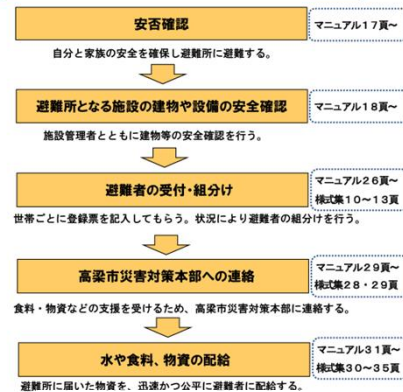 安否確認
マニュアル17頁~
自分と家族の安全を確保し避難所に避難する。
避難所となる施設の建物や設備の安全確認
マニュアル18頁~
施設管理者とともに建物等の安全確認を行う。
避難者の受付・組分け
マニュアル26頁~
様式集10~13頁
世帯ごとに登録票を記入してもらう。状況により避難者の組分けを行う。
高梁市災害対策本部への連絡
マニュアル29頁~
様式集28・29頁
食料・物資などの支援を受けるため、高梁市災害対策本部に連絡する。
水や食料、物資の配給
マニュアル31頁~
様式集30~35頁
避難所に届いた物資を、迅速かつ公平に避難者に配給する。